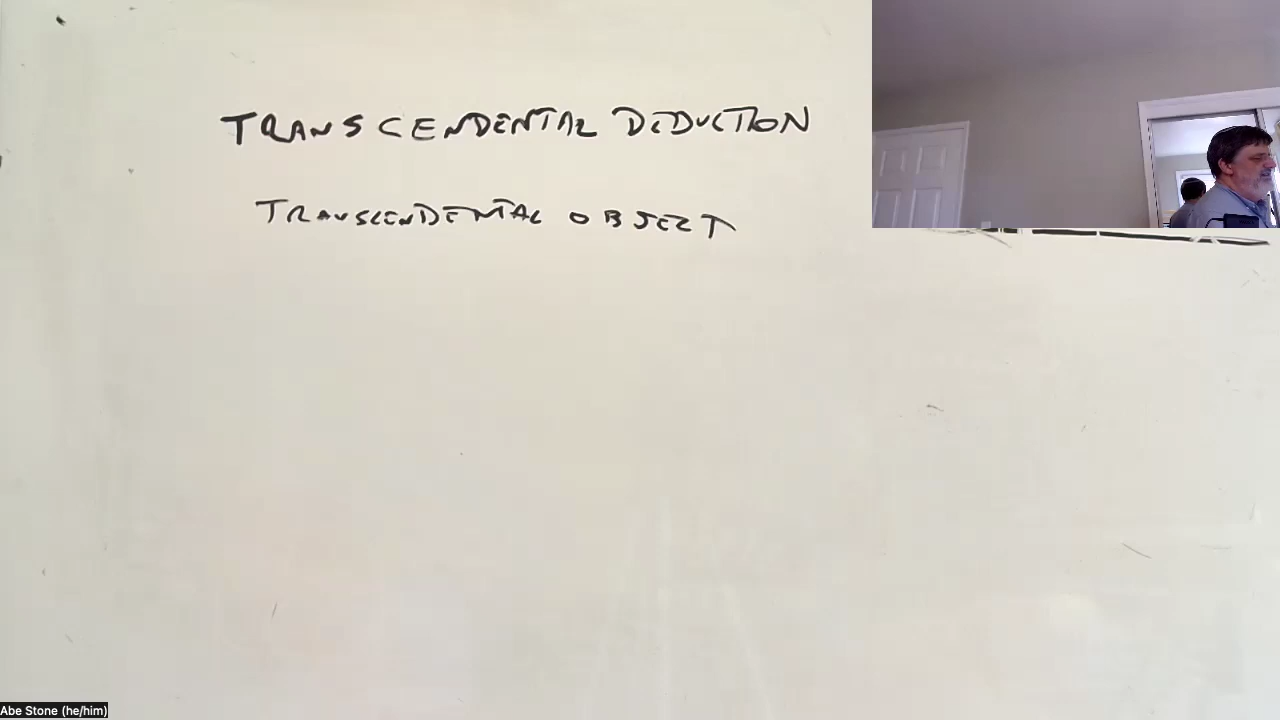 TRANSCENDENTAL DEDUCTION
TRANSCENDENTAL OBJECT
Abe Stone (he/him)